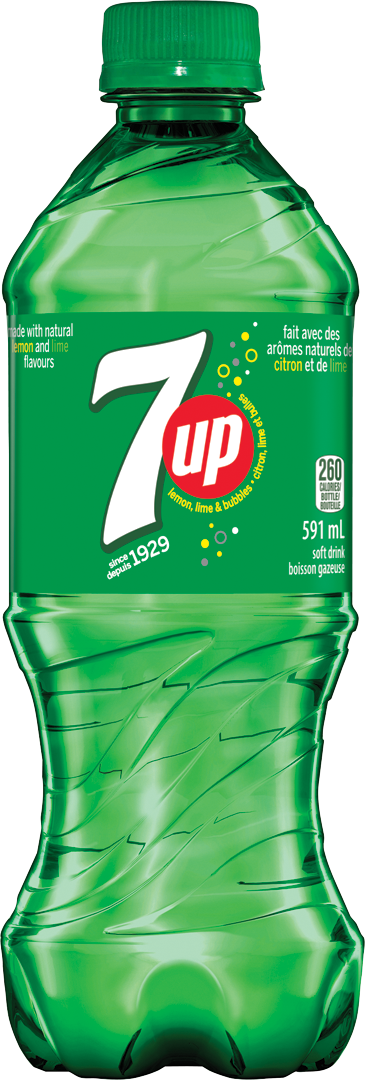 made with natural
lemon and lime
flavours
7
up
lemon, lime & bubbles • citron, lime et bulles
since
depuis 1929
fait avec des
arômes naturels de
citron et de lime
260
CALORIES/
BOTTLE/
BOUTEILLE
591 mL
soft drink
boisson gazeuse